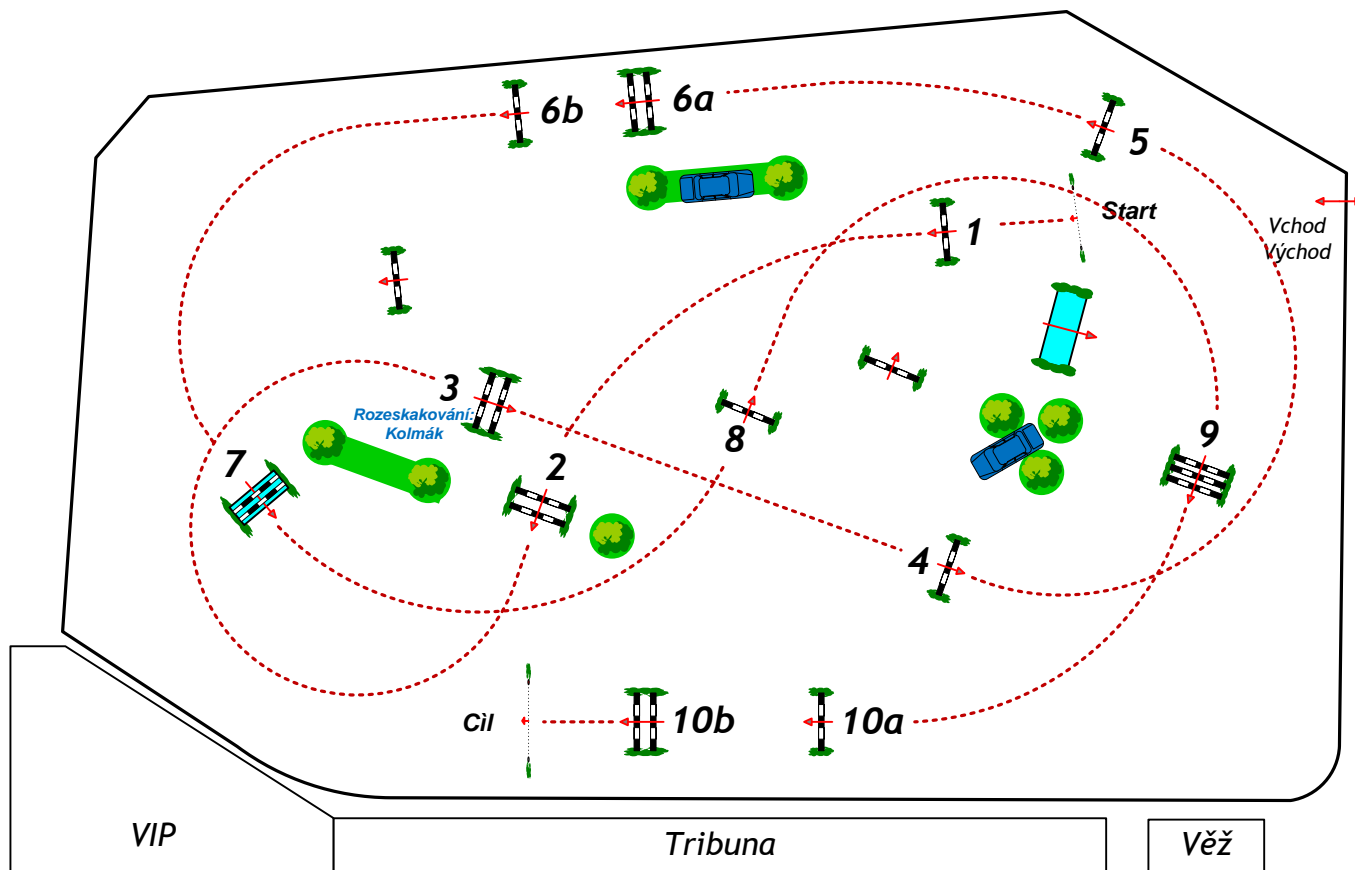 6b
6a
5
Start
1
Vchod
Východ
3
Rozeskakování:
Kolmák
8
9
7
2
4
Cìl
10b
10a
VIP
Tribuna
Věž